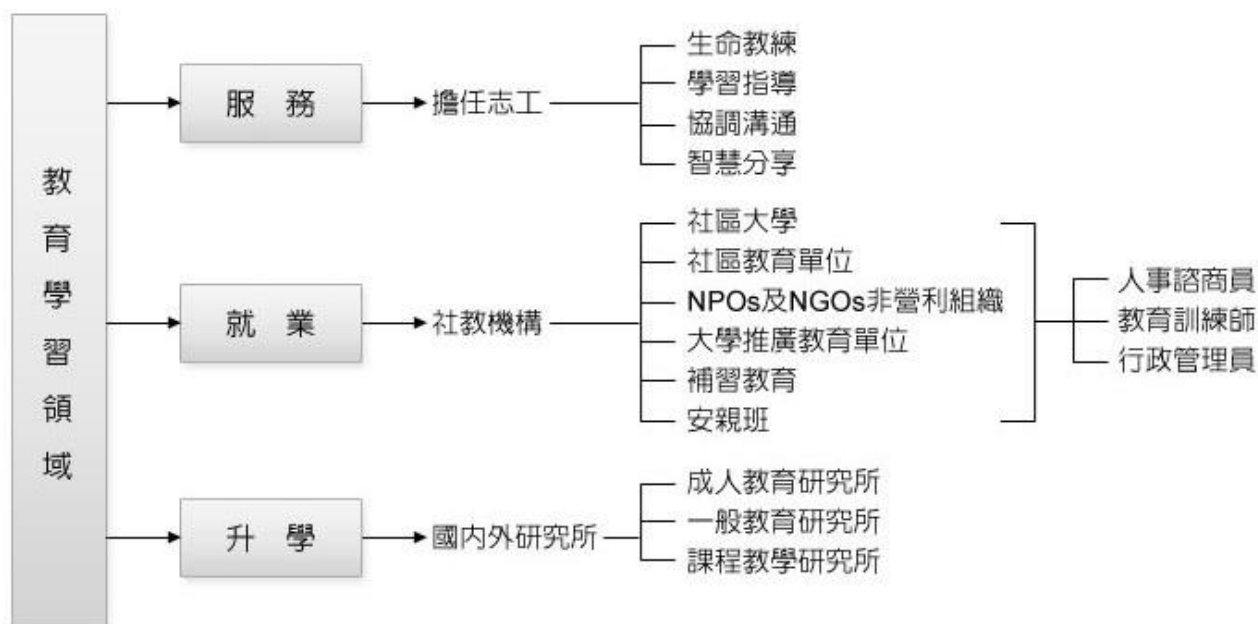 教育學習領域
服 務
擔任志工
生命教練
學習指導
協調溝通
智慧分享
就 業
社教機構
社區大學
社區教育單位
NPOs及NGOs非營利組織
大學推廣教育單位
補習教育
安親班
人事諮商員
教育訓練師
行政管理員
升 學
國內外研究所
成人教育研究所
一般教育研究所
課程教學研究所